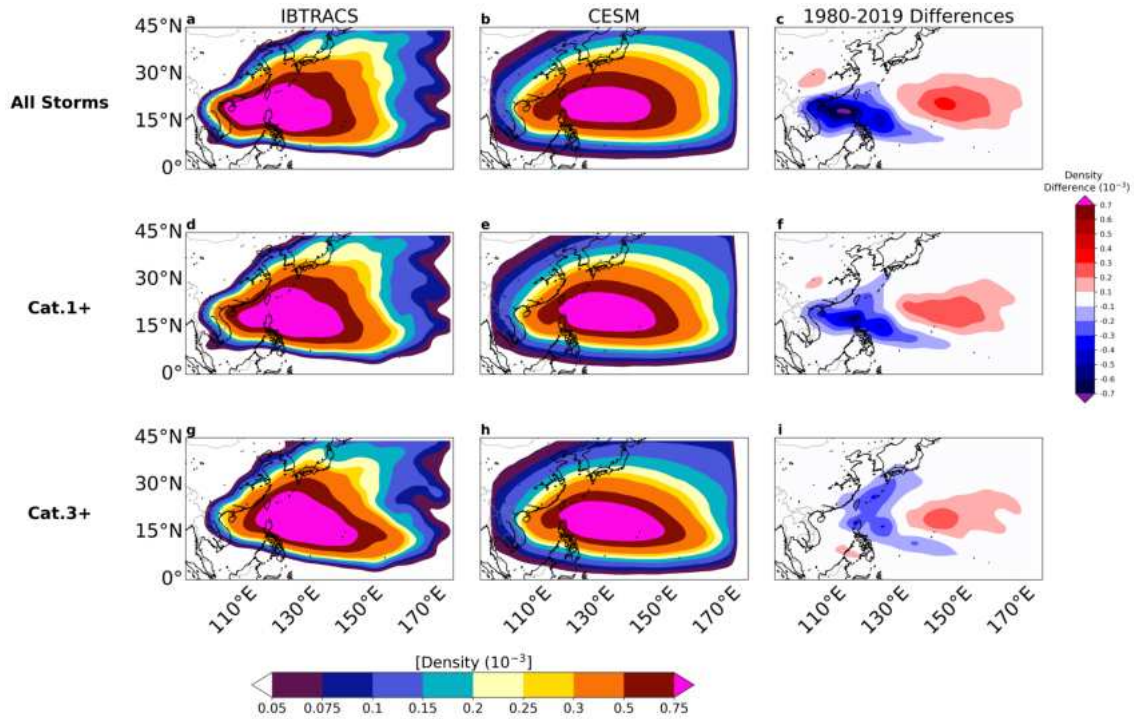 IBTRACS CESM 1980-2019 Differences
a b c
45°N
30°N
All Storms
15°N
0°
Density
Difference (10⁻³)
0.7
0.6
0.5
0.4
0.3
0.2
0.1
-0.1
-0.2
-0.3
-0.4
-0.5
-0.6
-0.7
d e f
45°N
30°N
Cat.1+
15°N
0°
g h i
45°N
30°N
Cat.3+
15°N
0°
110°E 130°E 150°E 170°E 110°E 130°E 150°E 170°E 110°E 130°E 150°E 170°E
[Density (10⁻³]
0.05 0.075 0.1 0.15 0.2 0.25 0.3 0.5 0.75